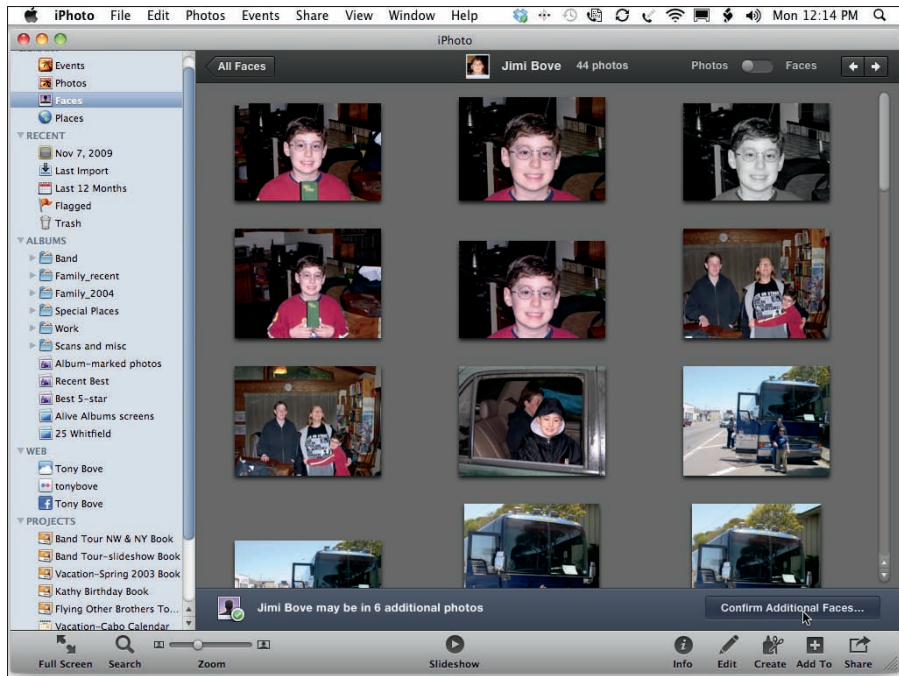 iPhoto File Edit Photos Events Share View Window Help Mon 12:14 PM
iPhoto
Events
Photos
Faces
Places
RECENT
Nov 7, 2009
Last Import
Last 12 Months
Flagged
Trash
ALBUMS
Band
Family_recent
Family_2004
Special Places
Work
Scans and misc
Album-marked photos
Recent Best
Best 5-star
Alive Albums screens
25 Whitfield
WEB
Tony Bove
tonybove
Tony Bove
PROJECTS
Band Tour NW & NY Book
Band Tour-slideshow Book
Vacation-Spring 2003 Book
Kathy Birthday Book
Flying Other Brothers To...
Vacation-Cabo Calendar
All Faces Jimi Bove 44 photos Photos Faces
Jimi Bove may be in 6 additional photos Confirm Additional Faces...
Full Screen Search Zoom Slideshow Info Edit Create Add To Share